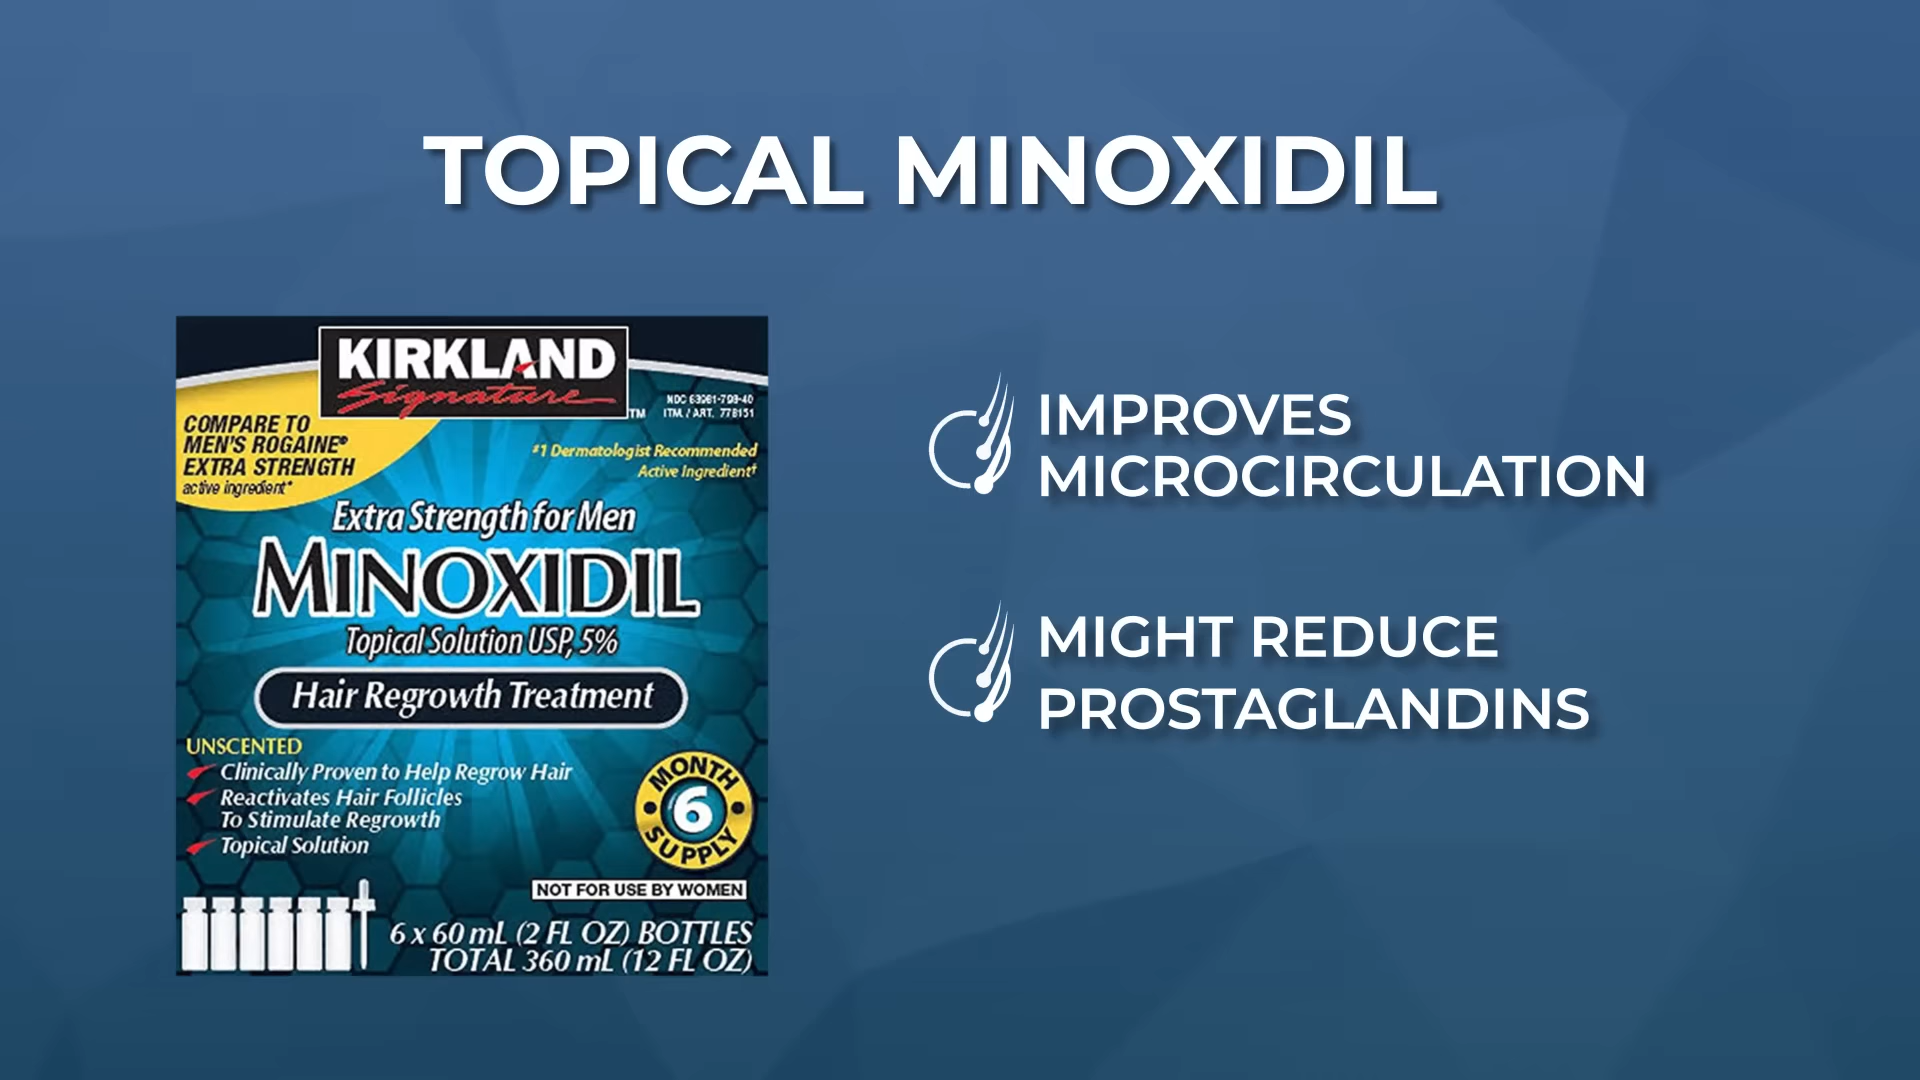 TOPICAL MINOXIDIL
KIRKLAND
Signature
TM
NDC 63981-793-40
ITM. / ART. 778151
COMPARE TO
MEN'S ROGAINE®
EXTRA STRENGTH
active ingredient*
#1 Dermatologist Recommended
Active Ingredient†
Extra Strength for Men
MINOXIDIL
Topical Solution USP, 5%
Hair Regrowth Treatment
UNSCENTED
Clinically Proven to Help Regrow Hair
Reactivates Hair Follicles
To Stimulate Regrowth
Topical Solution
MONTH
6
SUPPLY
NOT FOR USE BY WOMEN
6 x 60 mL (2 FL OZ) BOTTLES
TOTAL 360 mL (12 FL OZ)
IMPROVES
MICROCIRCULATION
MIGHT REDUCE
PROSTAGLANDINS